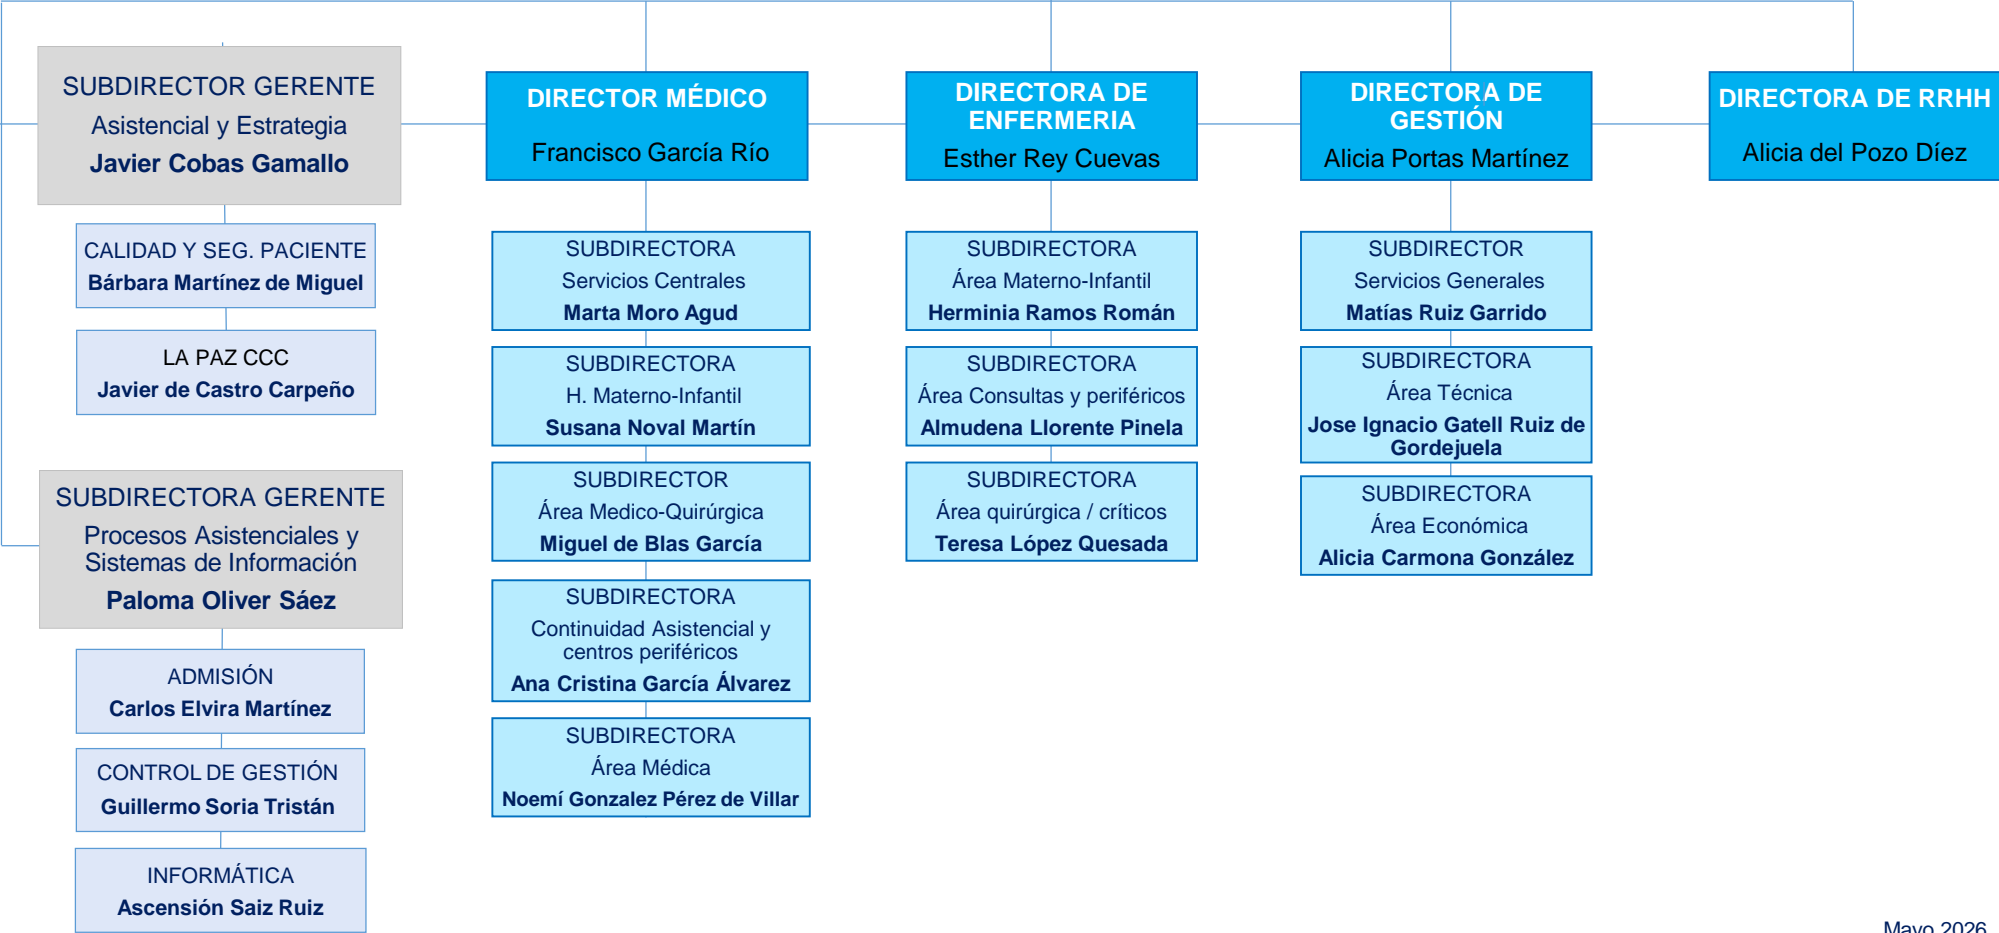 SUBDIRECTOR GERENTE
Asistencial y Estrategia
Javier Cobas Gamallo
CALIDAD Y SEG. PACIENTE
Bárbara Martínez de Miguel
LA PAZ CCC
Javier de Castro Carpeño
SUBDIRECTORA GERENTE
Procesos Asistenciales y
Sistemas de Información
Paloma Oliver Sáez
ADMISIÓN
Carlos Elvira Martínez
CONTROL DE GESTIÓN
Guillermo Soria Tristán
INFORMÁTICA
Ascensión Saiz Ruiz
DIRECTOR MÉDICO
Francisco García Río
SUBDIRECTORA
Servicios Centrales
Marta Moro Agud
SUBDIRECTORA
H. Materno-Infantil
Susana Noval Martín
SUBDIRECTOR
Área Medico-Quirúrgica
Miguel de Blas García
SUBDIRECTORA
Continuidad Asistencial y
centros periféricos
Ana Cristina García Álvarez
SUBDIRECTORA
Área Médica
Noemí Gonzalez Pérez de Villar
DIRECTORA DE
ENFERMERIA
Esther Rey Cuevas
SUBDIRECTORA
Área Materno-Infantil
Herminia Ramos Román
SUBDIRECTORA
Área Consultas y periféricos
Almudena Llorente Pinela
SUBDIRECTORA
Área quirúrgica / críticos
Teresa López Quesada
DIRECTORA DE
GESTIÓN
Alicia Portas Martínez
SUBDIRECTOR
Servicios Generales
Matías Ruiz Garrido
SUBDIRECTORA
Área Técnica
Jose Ignacio Gatell Ruiz de
Gordejuela
SUBDIRECTORA
Área Económica
Alicia Carmona González
DIRECTORA DE RRHH
Alicia del Pozo Díez
Mayo 2026